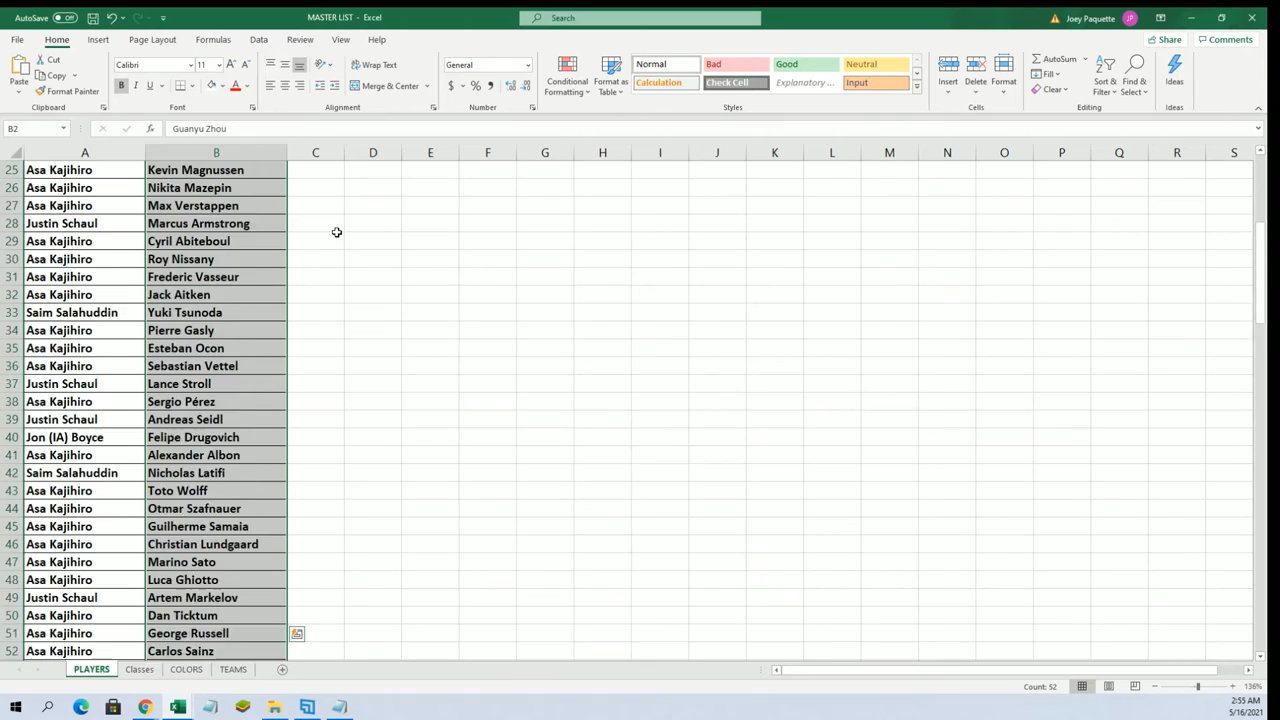 AutoSave Off MASTER LIST - Excel Search Joey Paquette JP
File Home Insert Page Layout Formulas Data Review View Help Share Comments
Paste Cut Copy Format Painter Clipboard
Calibri 11 B I U Font
Wrap Text Merge & Center Alignment
General $ % Number
Conditional Formatting Format as Table
Normal Bad Good Neutral
Calculation Check Cell Explanatory ... Input
Styles
Insert Delete Format Cells
AutoSum Fill Clear Sort & Filter Find & Select Editing
Ideas Ideas
B2 fx Guanyu Zhou
A B C D E F G H I J K L M N O P Q R S
25 Asa Kajihiro Kevin Magnussen
26 Asa Kajihiro Nikita Mazepin
27 Asa Kajihiro Max Verstappen
28 Justin Schaul Marcus Armstrong
29 Asa Kajihiro Cyril Abiteboul
30 Asa Kajihiro Roy Nissany
31 Asa Kajihiro Frederic Vasseur
32 Asa Kajihiro Jack Aitken
33 Saim Salahuddin Yuki Tsunoda
34 Asa Kajihiro Pierre Gasly
35 Asa Kajihiro Esteban Ocon
36 Asa Kajihiro Sebastian Vettel
37 Justin Schaul Lance Stroll
38 Asa Kajihiro Sergio Pérez
39 Justin Schaul Andreas Seidl
40 Jon (IA) Boyce Felipe Drugovich
41 Asa Kajihiro Alexander Albon
42 Saim Salahuddin Nicholas Latifi
43 Asa Kajihiro Toto Wolff
44 Asa Kajihiro Otmar Szafnauer
45 Asa Kajihiro Guilherme Samaia
46 Asa Kajihiro Christian Lundgaard
47 Asa Kajihiro Marino Sato
48 Asa Kajihiro Luca Ghiotto
49 Justin Schaul Artem Markelov
50 Asa Kajihiro Dan Ticktum
51 Asa Kajihiro George Russell
52 Asa Kajihiro Carlos Sainz
PLAYERS Classes COLORS TEAMS
Count: 52 136%
2:55 AM
5/16/2021